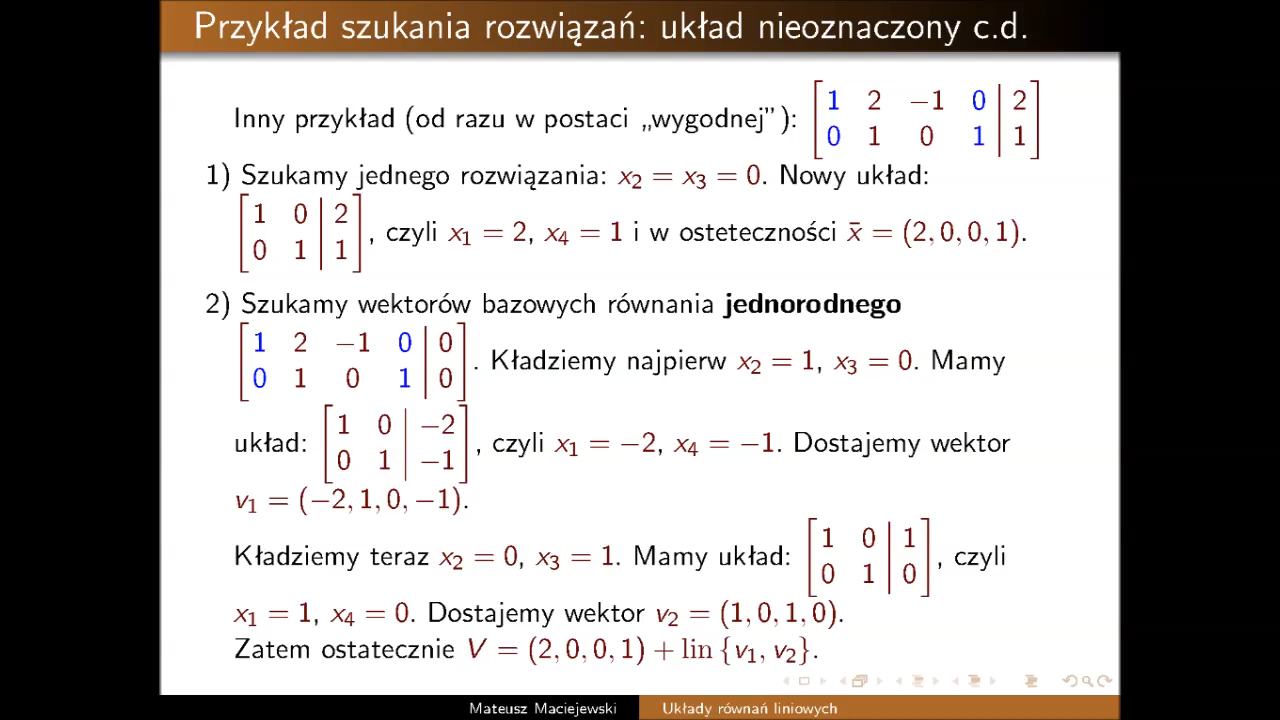 Przykład szukania rozwiązań: układ nieoznaczony c.d.
Inny przykład (od razu w postaci „wygodnej”): [1 2 −1 0 | 2; 0 1 0 1 | 1]
1) Szukamy jednego rozwiązania: x₂ = x₃ = 0. Nowy układ:
[1 0 | 2; 0 1 | 1], czyli x₁ = 2, x₄ = 1 i w osteteczności x̄ = (2, 0, 0, 1).
2) Szukamy wektorów bazowych równania jednorodnego
[1 2 −1 0 | 0; 0 1 0 1 | 0]. Kładziemy najpierw x₂ = 1, x₃ = 0. Mamy
układ: [1 0 | −2; 0 1 | −1], czyli x₁ = −2, x₄ = −1. Dostajemy wektor
v₁ = (−2, 1, 0, −1).
Kładziemy teraz x₂ = 0, x₃ = 1. Mamy układ: [1 0 | 1; 0 1 | 0], czyli
x₁ = 1, x₄ = 0. Dostajemy wektor v₂ = (1, 0, 1, 0).
Zatem ostatecznie V = (2, 0, 0, 1) + lin {v₁, v₂}.
Mateusz Maciejewski Układy równań liniowych